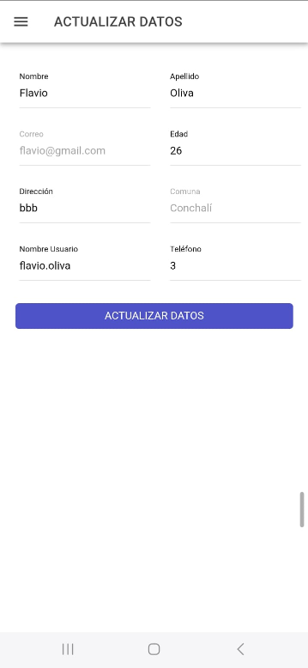 ACTUALIZAR DATOS
Nombre
Apellido
Flavio
Oliva
Correo
Edad
flavio@gmail.com
26
Dirección
Comuna
bbb
Conchalí
Nombre Usuario
Teléfono
flavio.oliva
3
ACTUALIZAR DATOS